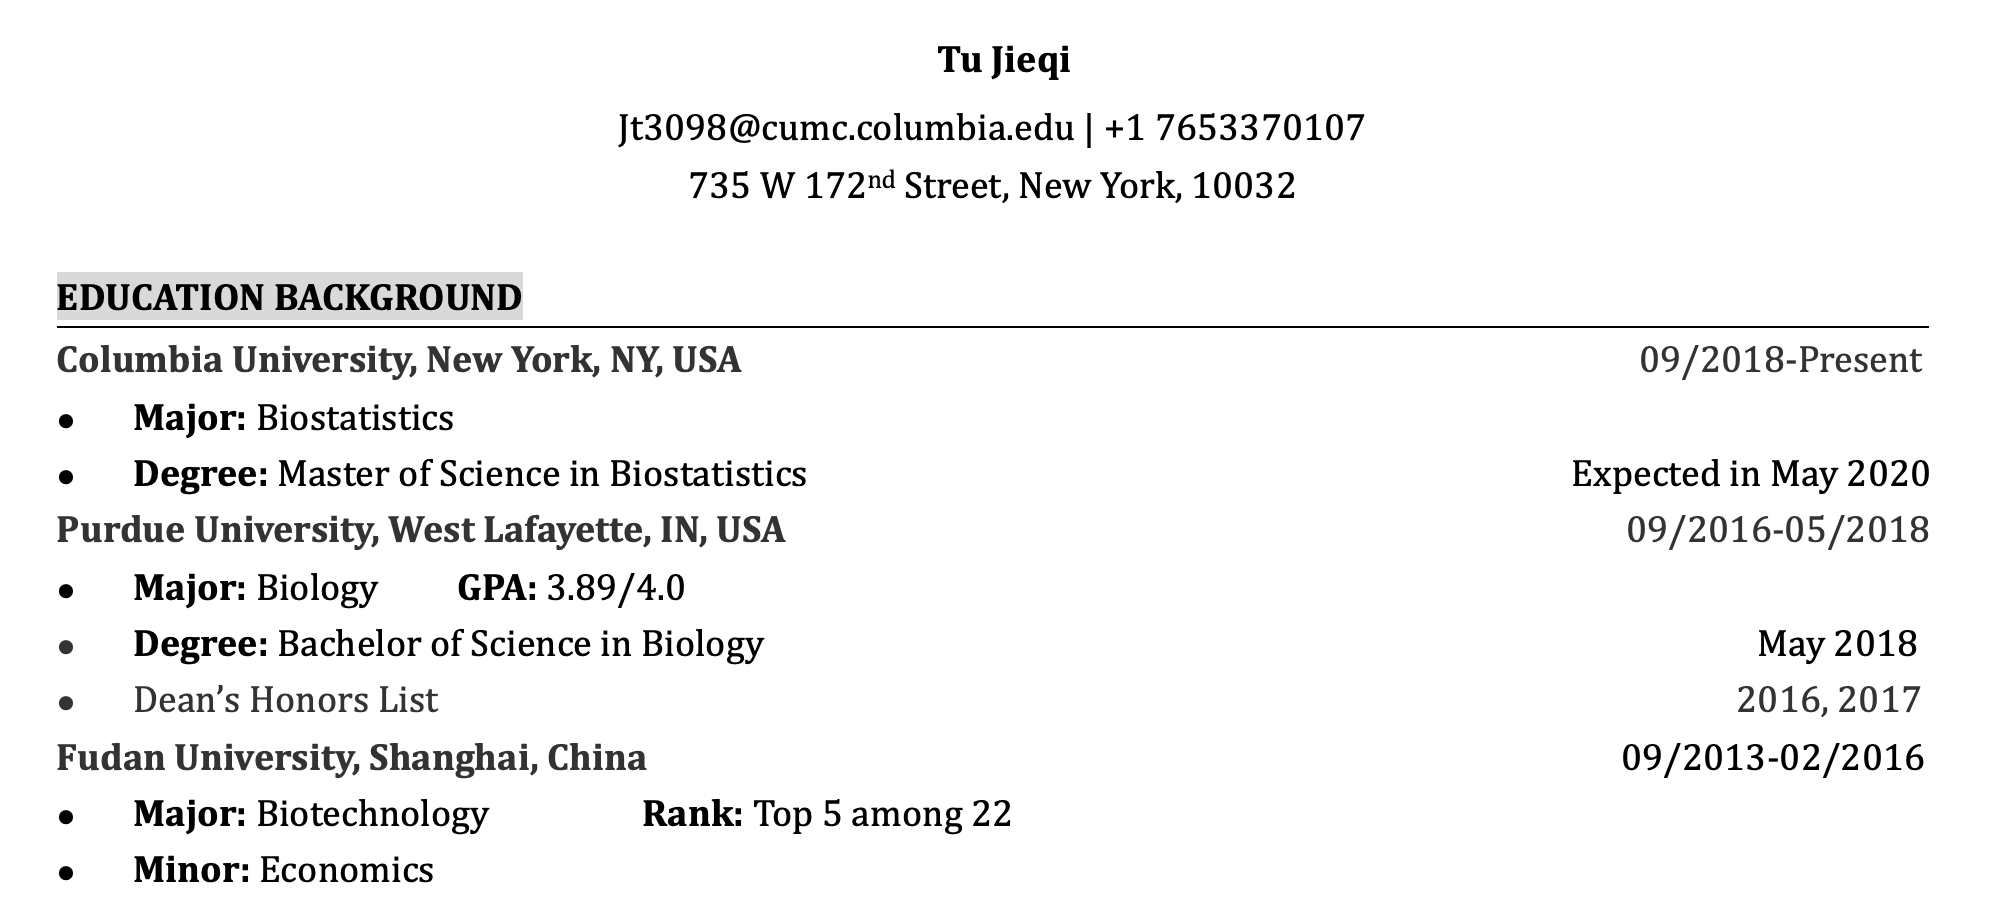 Tu Jieqi
Jt3098@cumc.columbia.edu | +1 7653370107
735 W 172nd Street, New York, 10032
EDUCATION BACKGROUND
Columbia University, New York, NY, USA 09/2018-Present
● Major: Biostatistics
● Degree: Master of Science in Biostatistics Expected in May 2020
Purdue University, West Lafayette, IN, USA 09/2016-05/2018
● Major: Biology GPA: 3.89/4.0
● Degree: Bachelor of Science in Biology May 2018
● Dean’s Honors List 2016, 2017
Fudan University, Shanghai, China 09/2013-02/2016
● Major: Biotechnology Rank: Top 5 among 22
● Minor: Economics